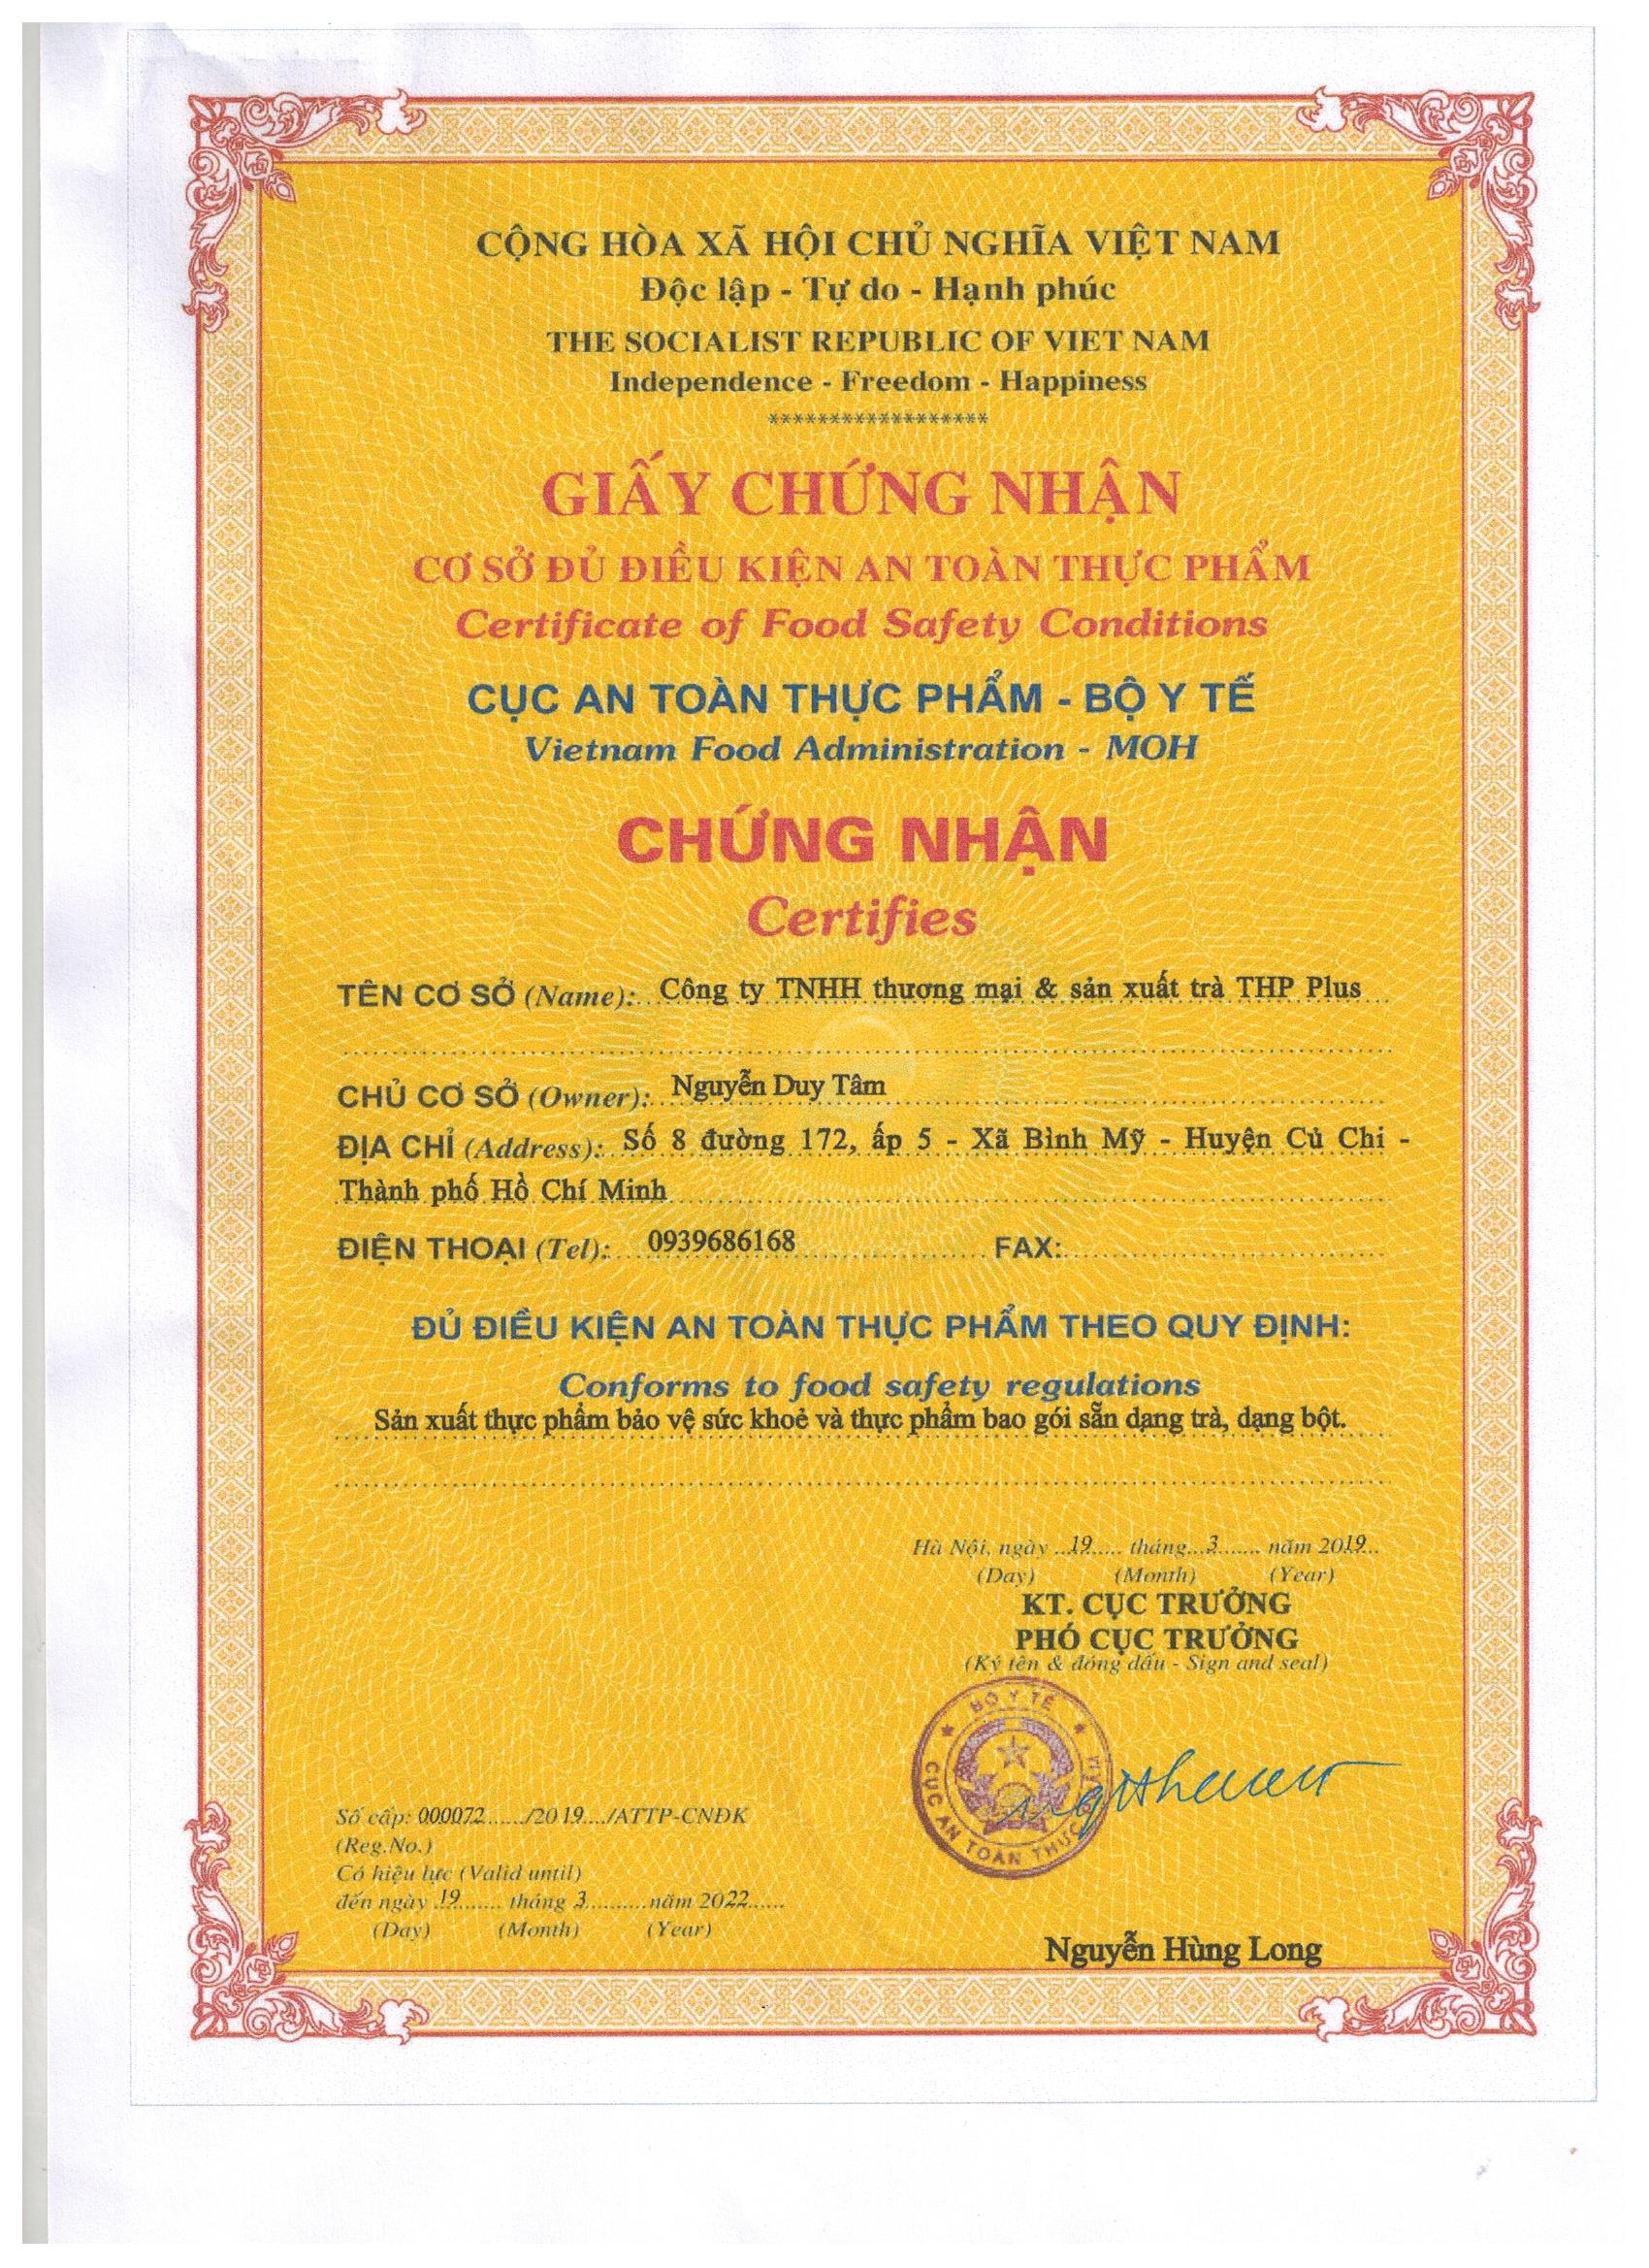 CỘNG HÒA XÃ HỘI CHỦ NGHĨA VIỆT NAM
Độc lập - Tự do - Hạnh phúc
THE SOCIALIST REPUBLIC OF VIET NAM
Independence - Freedom - Happiness
******************
GIẤY CHỨNG NHẬN
CƠ SỞ ĐỦ ĐIỀU KIỆN AN TOÀN THỰC PHẨM
Certificate of Food Safety Conditions
CỤC AN TOÀN THỰC PHẨM - BỘ Y TẾ
Vietnam Food Administration - MOH
CHỨNG NHẬN
Certifies
TÊN CƠ SỞ (Name): Công ty TNHH thương mại & sản xuất trà THP Plus
CHỦ CƠ SỞ (Owner): Nguyễn Duy Tâm
ĐỊA CHỈ (Address): Số 8 đường 172, ấp 5 - Xã Bình Mỹ - Huyện Củ Chi -
Thành phố Hồ Chí Minh
ĐIỆN THOẠI (Tel): 0939686168 FAX:
ĐỦ ĐIỀU KIỆN AN TOÀN THỰC PHẨM THEO QUY ĐỊNH:
Conforms to food safety regulations
Sản xuất thực phẩm bảo vệ sức khoẻ và thực phẩm bao gói sẵn dạng trà, dạng bột.
Hà Nội, ngày 19 tháng 3 năm 2019
(Day) (Month) (Year)
KT. CỤC TRƯỞNG
PHÓ CỤC TRƯỞNG
(Ký tên & đóng dấu - Sign and seal)
BỘ Y TẾ
CỤC AN TOÀN THỰC
Số cấp: 000072....../2019..../ATTP-CNĐK
(Reg.No.)
Có hiệu lực (Valid until)
đến ngày 19 tháng 3 năm 2022
(Day) (Month) (Year)
Nguyễn Hùng Long